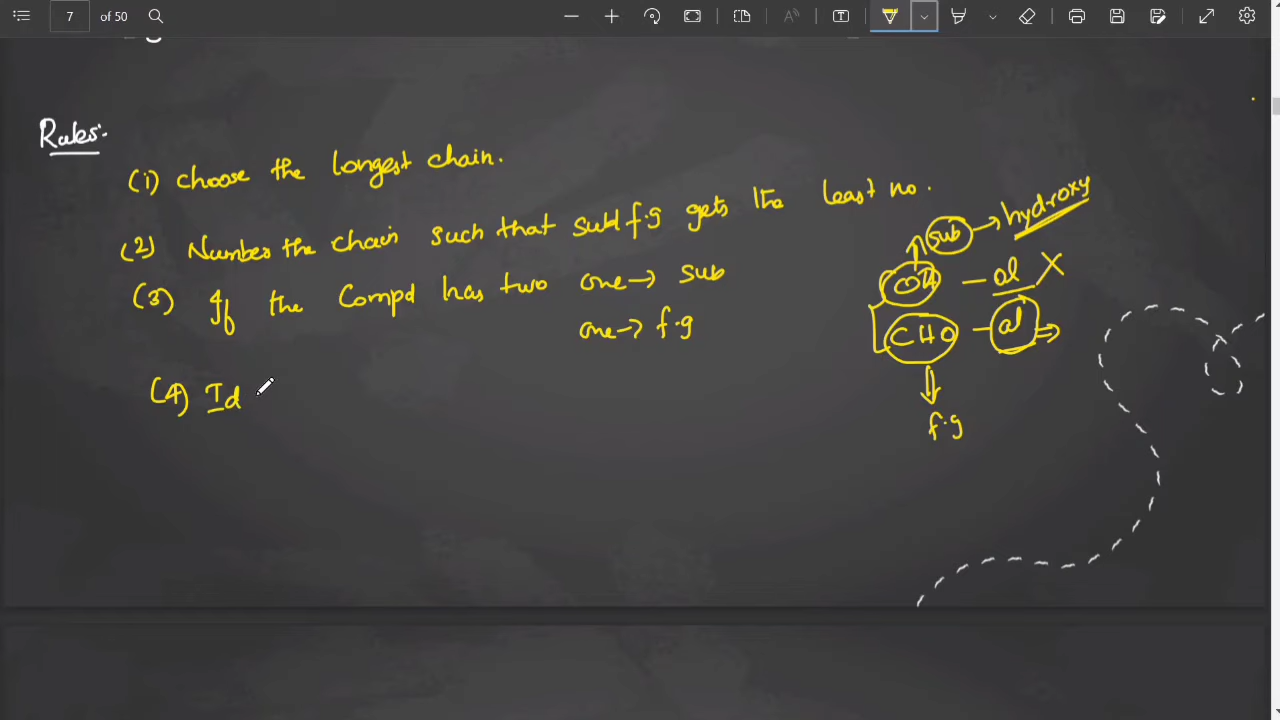 7 of 50
Rules:-
(i) choose the longest chain.
(2) Number the chain such that sub/f.g gets the least no.
(3) If the Compd has two one → sub
one → f.g
(4) Id
sub → hydroxy
OH - ol X
CHO - al ⇒
f.g